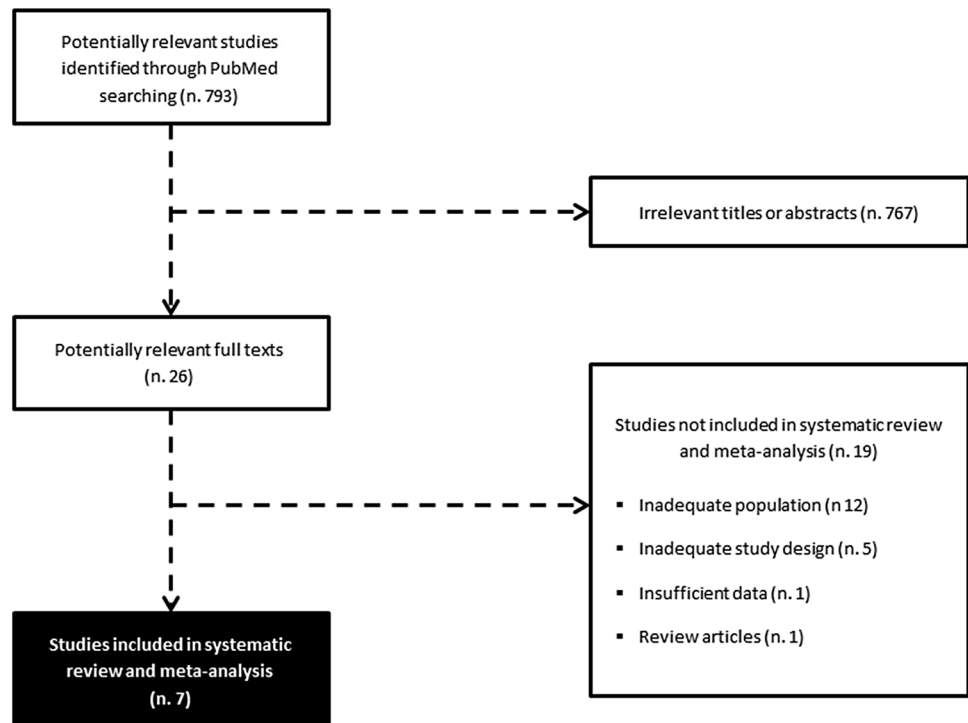 Potentially relevant studies
identified through PubMed
searching (n. 793)
Irrelevant titles or abstracts (n. 767)
Potentially relevant full texts
(n. 26)
Studies not included in systematic review
and meta-analysis (n. 19)
▪ Inadequate population (n 12)
▪ Inadequate study design (n. 5)
▪ Insufficient data (n. 1)
▪ Review articles (n. 1)
Studies included in systematic
review and meta-analysis
(n. 7)